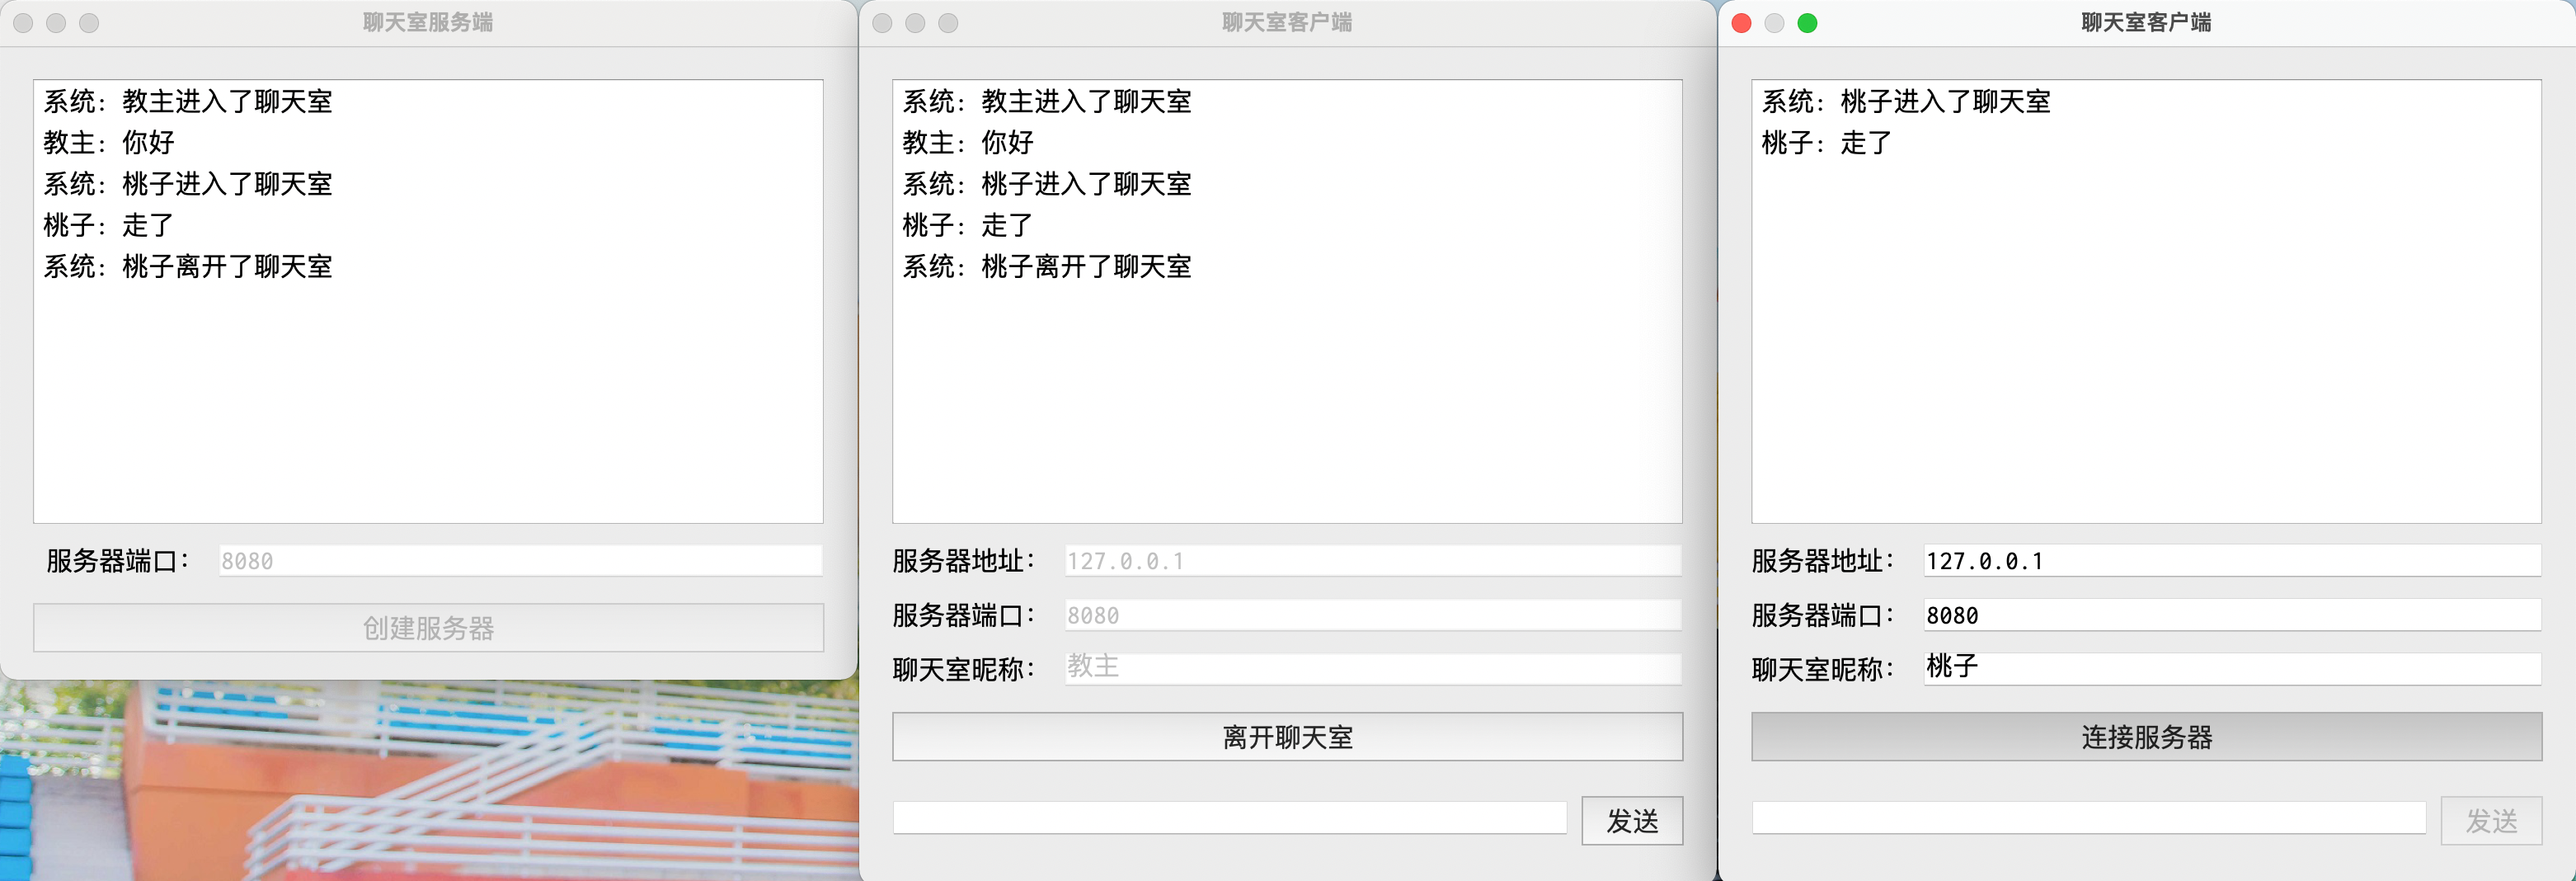 聊天室服务端
系统：教主进入了聊天室
教主：你好
系统：桃子进入了聊天室
桃子：走了
系统：桃子离开了聊天室
服务器端口：
8080
创建服务器
聊天室客户端
系统：教主进入了聊天室
教主：你好
系统：桃子进入了聊天室
桃子：走了
系统：桃子离开了聊天室
服务器地址：
127.0.0.1
服务器端口：
8080
聊天室昵称：
教主
离开聊天室
发送
聊天室客户端
系统：桃子进入了聊天室
桃子：走了
服务器地址：
127.0.0.1
服务器端口：
8080
聊天室昵称：
桃子
连接服务器
发送